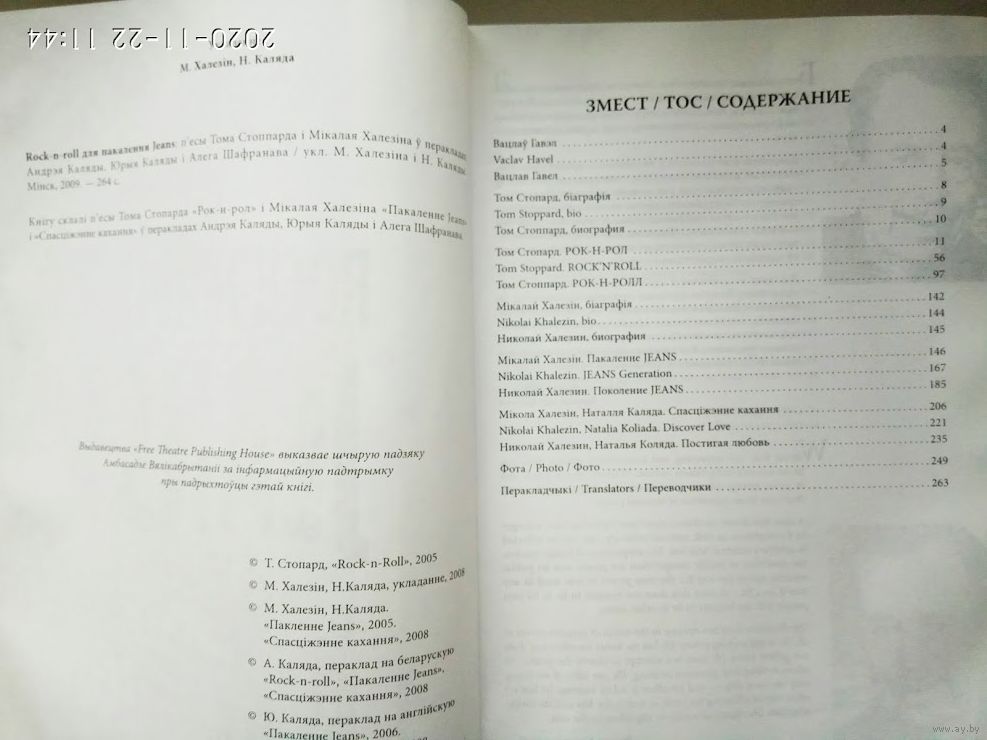 2020-11-22 11:44
М. Халезін, Н. Каляда
Rock-n-roll для пакалення Jeans: п'есы Тома Стоппарда і Мікалая Халезіна ў перакладах
Андрэя Каляды, Юрыя Каляды і Алега Шафранава / укл. М. Халезіна і Н. Каляды.
Мінск, 2009. — 264 с.
Кнігу склалі п'есы Тома Стопарда «Рок-н-рол» і Мікалая Халезіна «Пакаленне Jeans»
і «Спасціжэнне кахання» ў перакладах Андрэя Каляды, Юрыя Каляды і Алега Шафранава.
Выдавецтва «Free Theatre Publishing House» выказвае шчырую падзяку
Амбасадзе Вялікабрытаніі за інфармацыйную падтрымку
пры падрыхтоўцы гэтай кнігі.
© Т. Стопард, «Rock-n-Roll», 2005
© М. Халезін, Н.Каляда, укладанне, 2008
© М. Халезін, Н.Каляда.
«Пакленне Jeans», 2005.
«Спасціжэнне кахання», 2008
© А. Каляда, пераклад на беларускую
«Rock-n-roll», «Пакаленне Jeans»,
«Спасціжэнне кахання», 2008
© Ю. Каляда, пераклад на англійскую
«Пакаленне Jeans», 2006.
ЗМЕСТ / TOC / СОДЕРЖАНИЕ
Вацлаў Гавэл 4
Vaclav Havel 4
Вацлав Гавел 5
Том Стопард, біаграфія 8
Tom Stoppard, bio 9
Том Стоппард, биография 10
Том Стопард. РОК-Н-РОЛ 11
Tom Stoppard. ROCK'N'ROLL 56
Том Стоппард. РОК-Н-РОЛЛ 97
Мікалай Халезін, біаграфія 142
Nikolai Khalezin, bio 144
Николай Халезин, биография 145
Мікалай Халезін. Пакаленне JEANS 146
Nikolai Khalezin. JEANS Generation 167
Николай Халезин. Поколение JEANS 185
Мікола Халезін, Наталля Каляда. Спасціжэнне кахання 206
Nikolai Khalezin, Natalia Koliada. Discover Love 221
Николай Халезин, Наталья Коляда. Постигая любовь 235
Фота / Photo / Фото 249
Перакладчыкі / Translators / Переводчики 263
www.ay.by